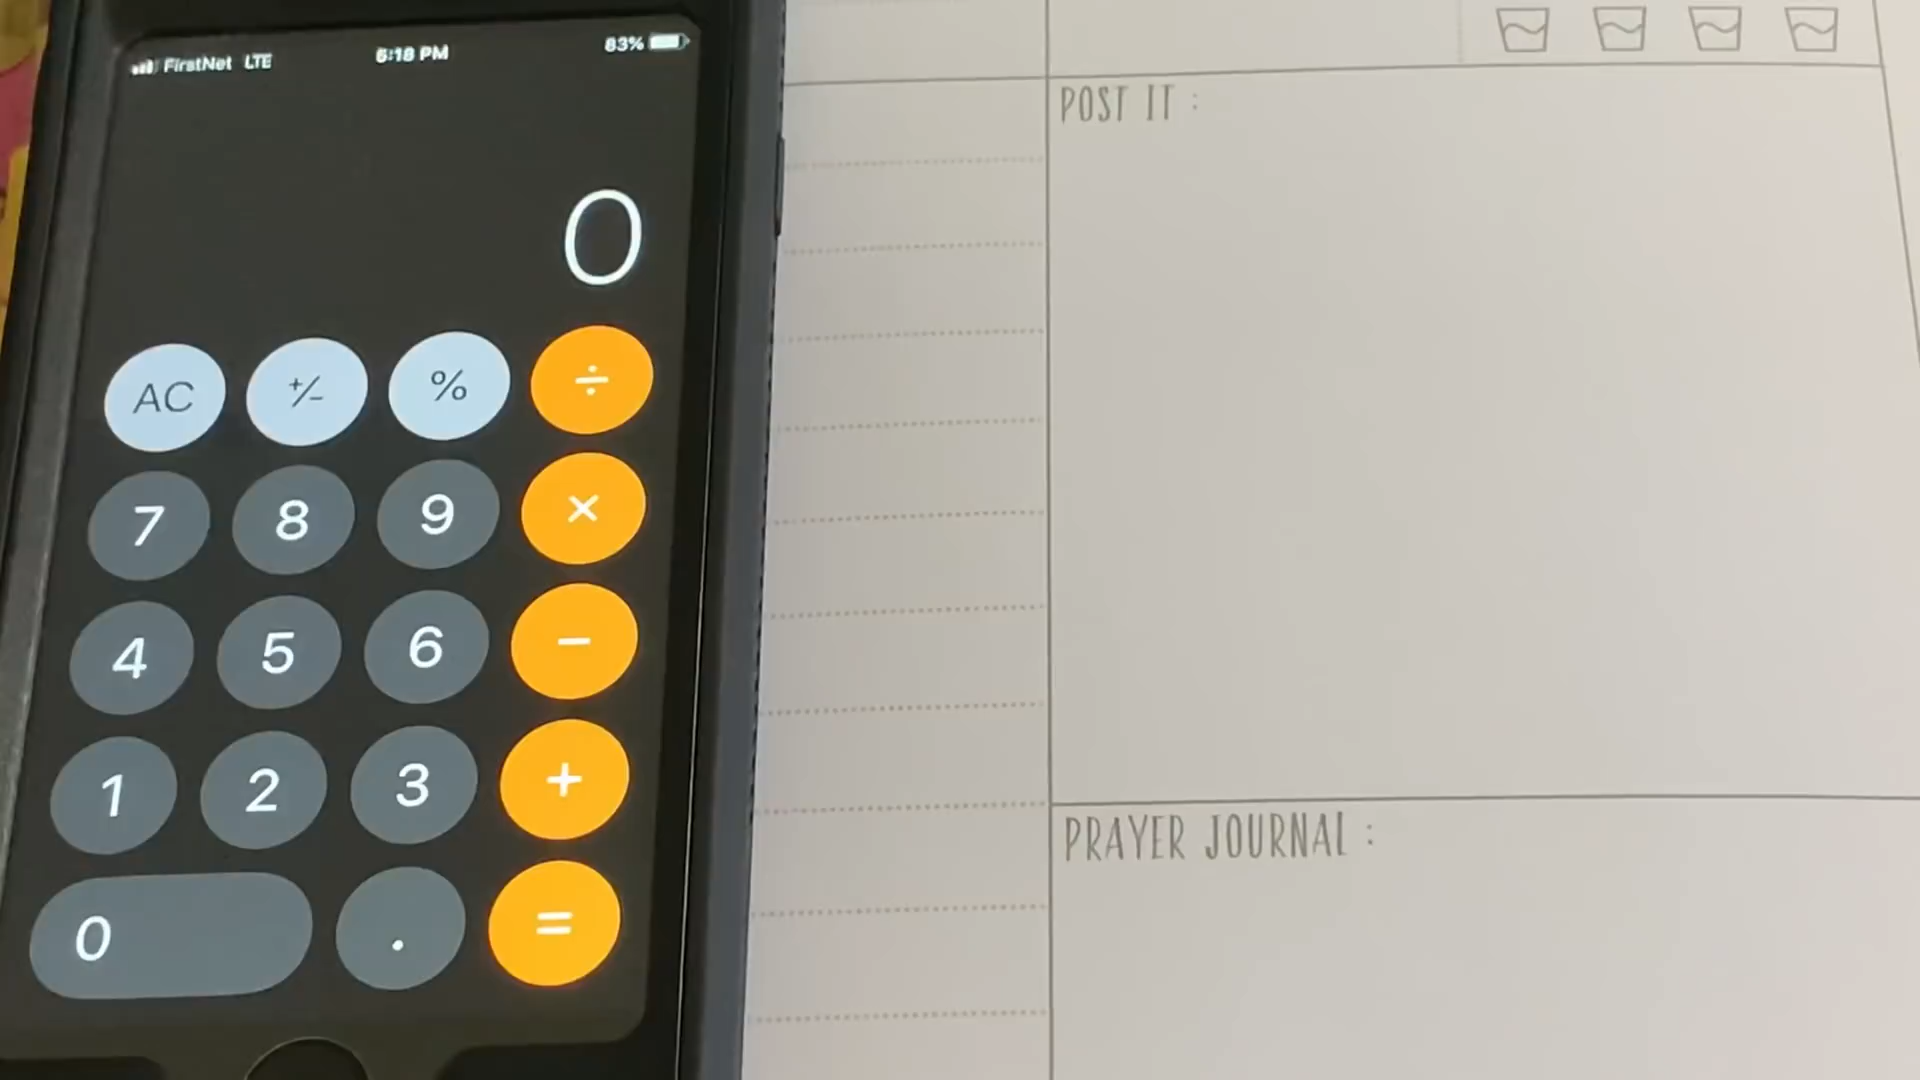 FirstNet LTE 6:18 PM 83%
0
AC +/- % ÷
7 8 9 ×
4 5 6 −
1 2 3 +
0 . =
POST IT :
PRAYER JOURNAL :